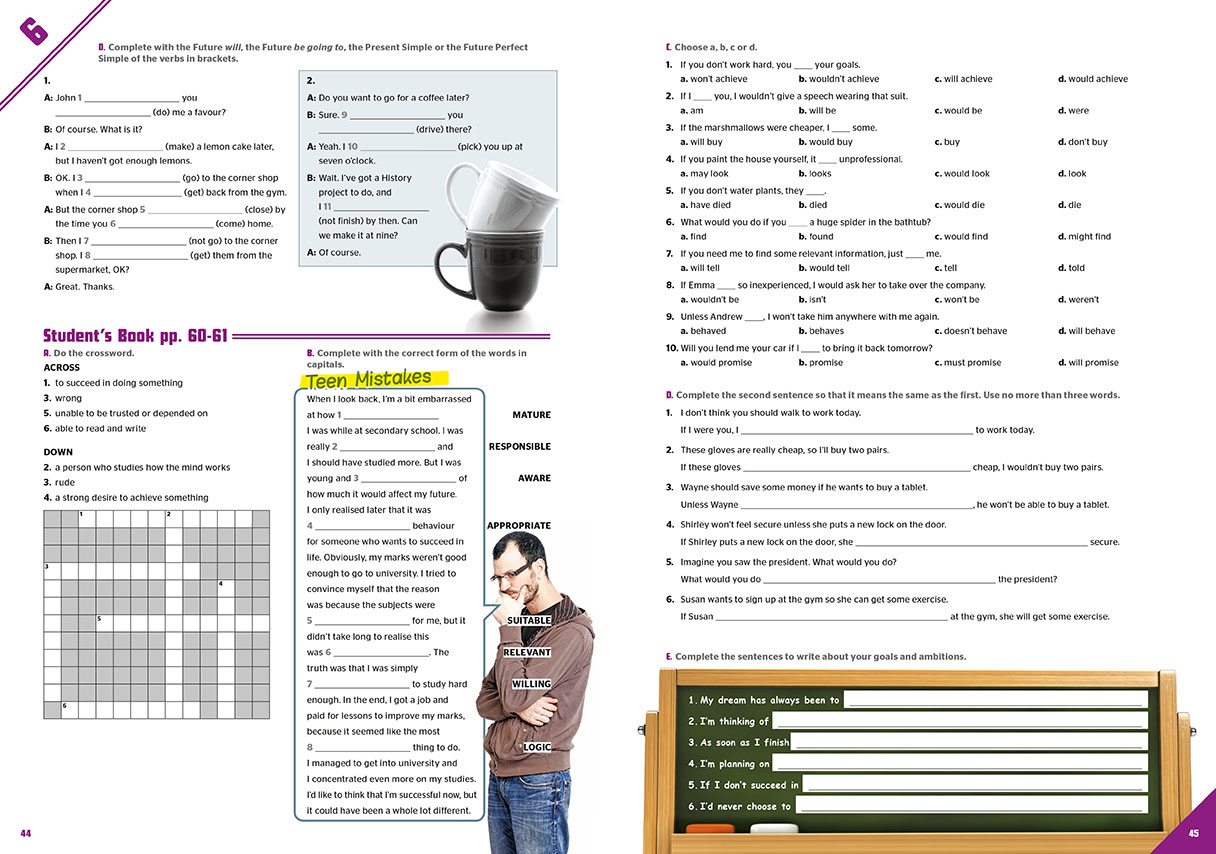 6
D. Complete with the Future will, the Future be going to, the Present Simple or the Future Perfect
Simple of the verbs in brackets.
1.
A: John 1 ____________________ you
____________________ (do) me a favour?
B: Of course. What is it?
A: I 2 ____________________ (make) a lemon cake later,
but I haven't got enough lemons.
B: OK. I 3 ____________________ (go) to the corner shop
when I 4 ____________________ (get) back from the gym.
A: But the corner shop 5 ____________________ (close) by
the time you 6 ____________________ (come) home.
B: Then I 7 ____________________ (not go) to the corner
shop. I 8 ____________________ (get) them from the
supermarket, OK?
A: Great. Thanks.
2.
A: Do you want to go for a coffee later?
B: Sure. 9 ____________________ you
____________________ (drive) there?
A: Yeah. I 10 ____________________ (pick) you up at
seven o'clock.
B: Wait. I've got a History
project to do, and
I 11 ____________________
(not finish) by then. Can
we make it at nine?
A: Of course.
Student's Book pp. 60-61
A. Do the crossword.
ACROSS
1. to succeed in doing something
3. wrong
5. unable to be trusted or depended on
6. able to read and write
DOWN
2. a person who studies how the mind works
3. rude
4. a strong desire to achieve something
1 2
3
4
5
6
B. Complete with the correct form of the words in
capitals.
Teen Mistakes
When I look back, I'm a bit embarrassed
at how 1 ____________________ MATURE
I was while at secondary school. I was
really 2 ____________________ and RESPONSIBLE
I should have studied more. But I was
young and 3 ____________________ of AWARE
how much it would affect my future.
I only realised later that it was
4 ____________________ behaviour APPROPRIATE
for someone who wants to succeed in
life. Obviously, my marks weren't good
enough to go to university. I tried to
convince myself that the reason
was because the subjects were
5 ____________________ for me, but it SUITABLE
didn't take long to realise this
was 6 ____________________. The RELEVANT
truth was that I was simply
7 ____________________ to study hard WILLING
enough. In the end, I got a job and
paid for lessons to improve my marks,
because it seemed like the most
8 ____________________ thing to do. LOGIC
I managed to get into university and
I concentrated even more on my studies.
I'd like to think that I'm successful now, but
it could have been a whole lot different.
44
C. Choose a, b, c or d.
1. If you don't work hard, you ____ your goals.
a. won't achieve b. wouldn't achieve c. will achieve d. would achieve
2. If I ____ you, I wouldn't give a speech wearing that suit.
a. am b. will be c. would be d. were
3. If the marshmallows were cheaper, I ____ some.
a. will buy b. would buy c. buy d. don't buy
4. If you paint the house yourself, it ____ unprofessional.
a. may look b. looks c. would look d. look
5. If you don't water plants, they ____.
a. have died b. died c. would die d. die
6. What would you do if you ____ a huge spider in the bathtub?
a. find b. found c. would find d. might find
7. If you need me to find some relevant information, just ____ me.
a. will tell b. would tell c. tell d. told
8. If Emma ____ so inexperienced, I would ask her to take over the company.
a. wouldn't be b. isn't c. won't be d. weren't
9. Unless Andrew ____, I won't take him anywhere with me again.
a. behaved b. behaves c. doesn't behave d. will behave
10. Will you lend me your car if I ____ to bring it back tomorrow?
a. would promise b. promise c. must promise d. will promise
D. Complete the second sentence so that it means the same as the first. Use no more than three words.
1. I don't think you should walk to work today.
If I were you, I ____________________ to work today.
2. These gloves are really cheap, so I'll buy two pairs.
If these gloves ____________________ cheap, I wouldn't buy two pairs.
3. Wayne should save some money if he wants to buy a tablet.
Unless Wayne ____________________, he won't be able to buy a tablet.
4. Shirley won't feel secure unless she puts a new lock on the door.
If Shirley puts a new lock on the door, she ____________________ secure.
5. Imagine you saw the president. What would you do?
What would you do ____________________ the president?
6. Susan wants to sign up at the gym so she can get some exercise.
If Susan ____________________ at the gym, she will get some exercise.
E. Complete the sentences to write about your goals and ambitions.
1. My dream has always been to ____________________
2. I'm thinking of ____________________
3. As soon as I finish ____________________
4. I'm planning on ____________________
5. If I don't succeed in ____________________
6. I'd never choose to ____________________
45